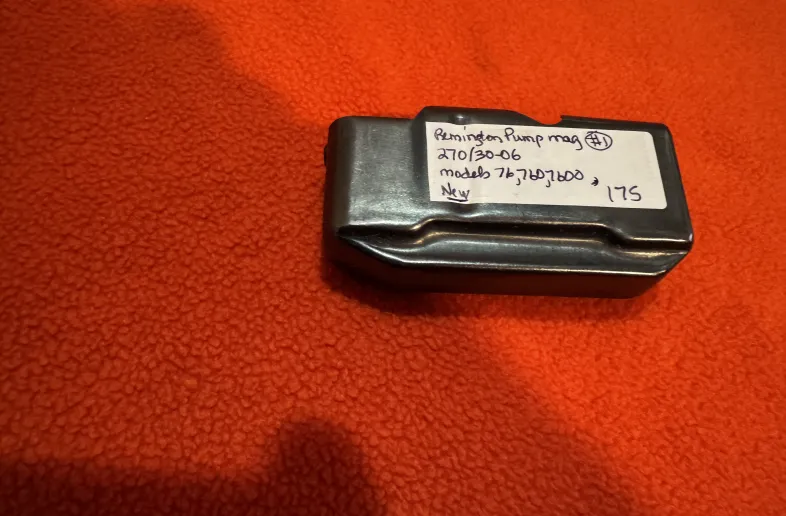 Remington Pump mag #1
270/30-06
models 76, 760, 7600,
New 175